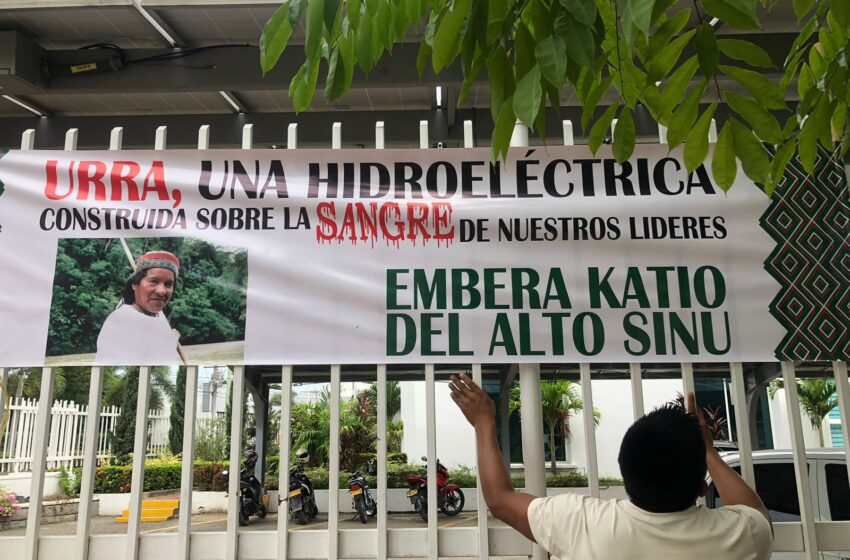 URRA, UNA HIDROELÉCTRICA
CONSTRUIDA SOBRE LA SANGRE DE NUESTROS LIDERES
EMBERA KATIO
DEL ALTO SINU